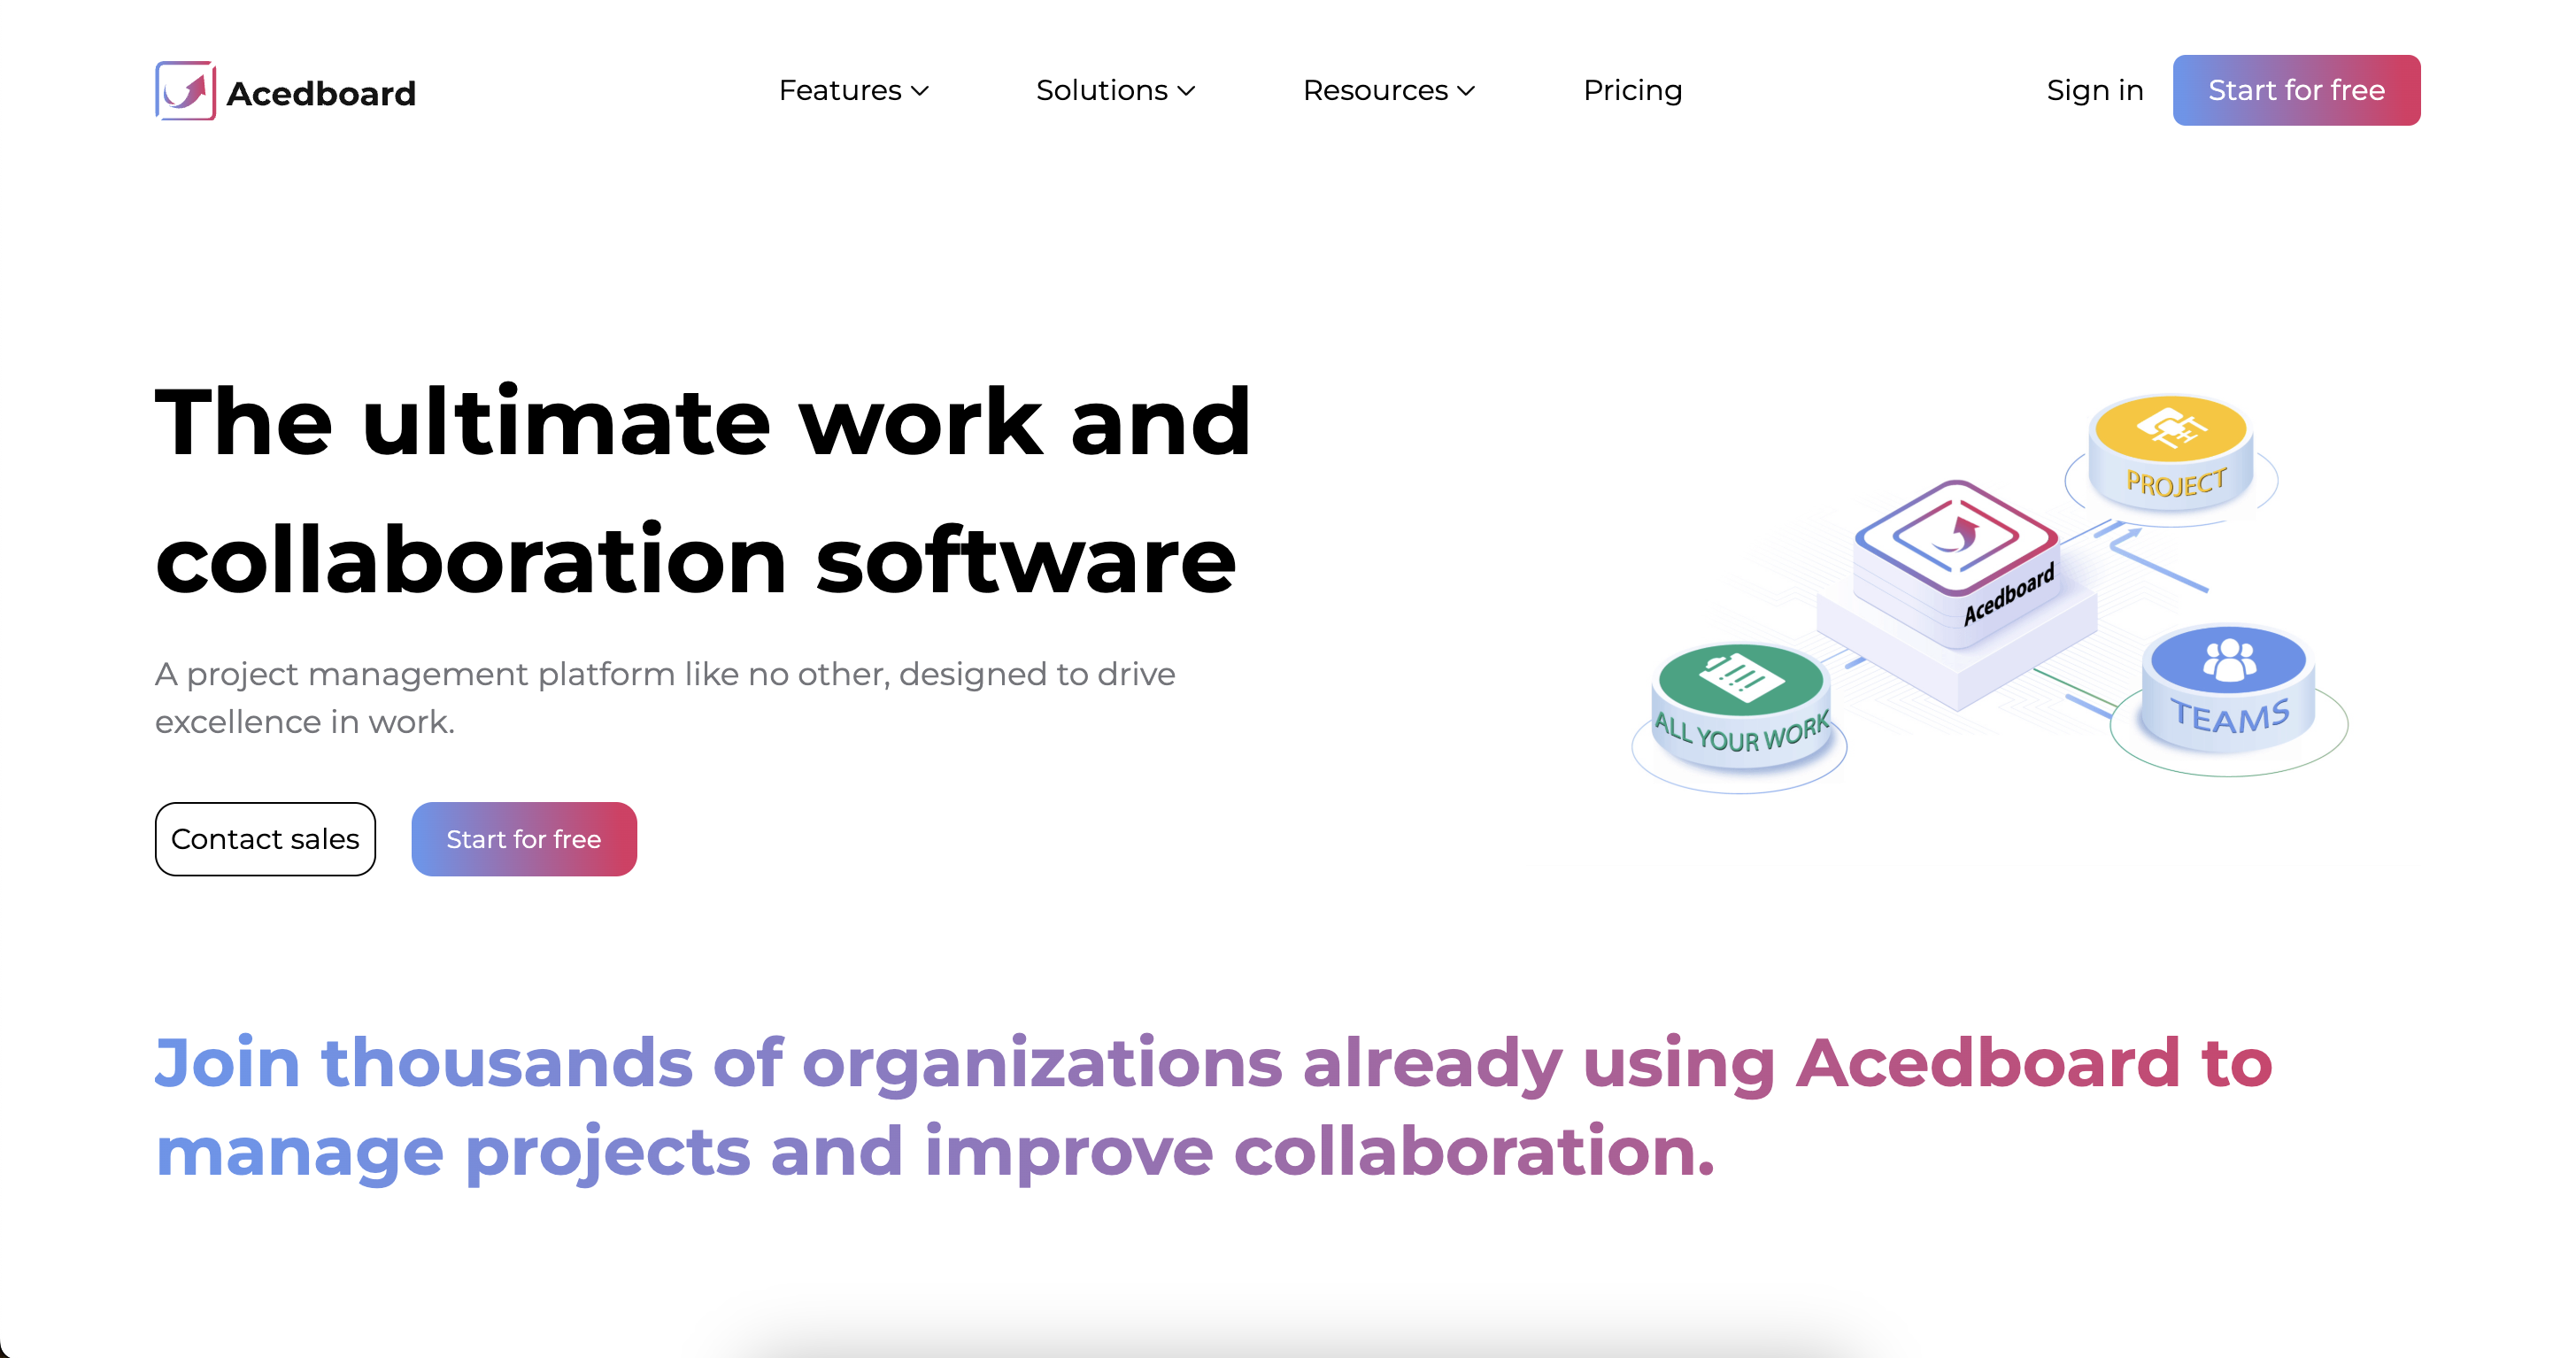 Acedboard
Features
Solutions
Resources
Pricing
Sign in
Start for free
The ultimate work and
collaboration software
A project management platform like no other, designed to drive
excellence in work.
Contact sales
Start for free
PROJECT
Acedboard
ALL YOUR WORK
TEAMS
Join thousands of organizations already using Acedboard to
manage projects and improve collaboration.